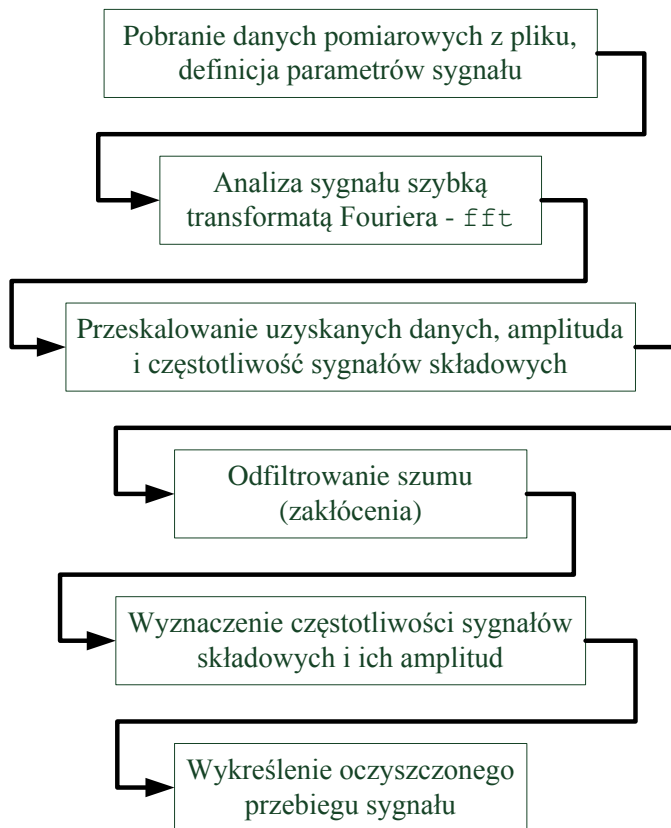 Pobranie danych pomiarowych z pliku,
definicja parametrów sygnału
Analiza sygnału szybką
transformatą Fouriera - fft
Przeskalowanie uzyskanych danych, amplituda
i częstotliwość sygnałów składowych
Odfiltrowanie szumu
(zakłócenia)
Wyznaczenie częstotliwości sygnałów
składowych i ich amplitud
Wykreślenie oczyszczonego
przebiegu sygnału